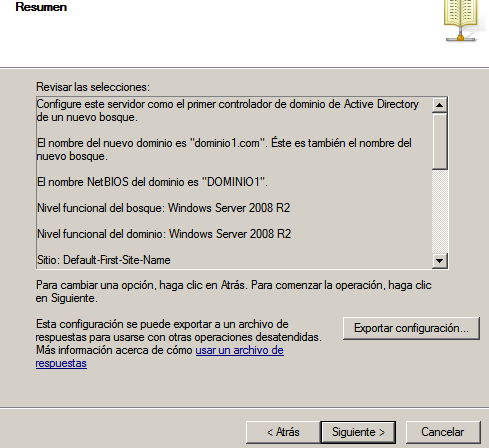 Resumen
Revisar las selecciones:
Configure este servidor como el primer controlador de dominio de Active Directory
de un nuevo bosque.
El nombre del nuevo dominio es "dominio1.com". Éste es también el nombre del
nuevo bosque.
El nombre NetBIOS del dominio es "DOMINIO1".
Nivel funcional del bosque: Windows Server 2008 R2
Nivel funcional del dominio: Windows Server 2008 R2
Sitio: Default-First-Site-Name
Para cambiar una opción, haga clic en Atrás. Para comenzar la operación, haga clic
en Siguiente.
Esta configuración se puede exportar a un archivo de
respuestas para usarse con otras operaciones desatendidas.
Más información acerca de cómo usar un archivo de
respuestas
Exportar configuración...
< Atrás
Siguiente >
Cancelar